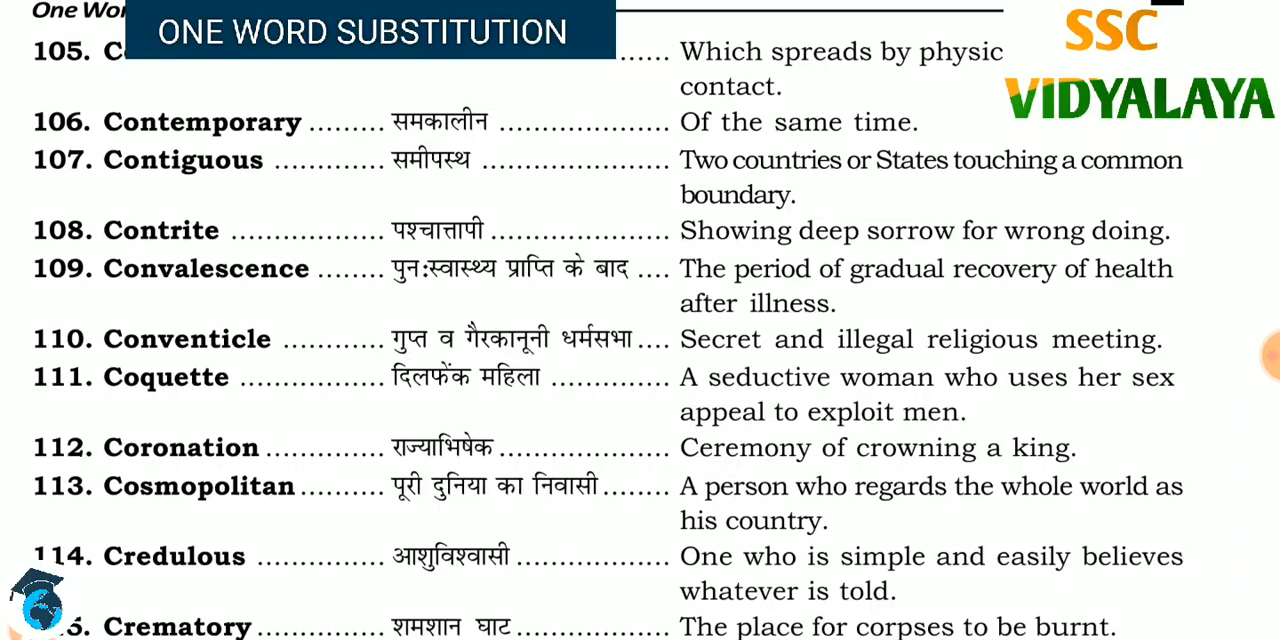 One Wor
ONE WORD SUBSTITUTION
SSC
VIDYALAYA
105. C ...... Which spreads by physic
contact.
106. Contemporary ......... समकालीन ..................... Of the same time.
107. Contiguous ............. समीपस्थ ....................... Two countries or States touching a common
boundary.
108. Contrite .................. पश्चात्तापी ..................... Showing deep sorrow for wrong doing.
109. Convalescence ........ पुनःस्वास्थ्य प्राप्ति के बाद .... The period of gradual recovery of health
after illness.
110. Conventicle ............ गुप्त व गैरकानूनी धर्मसभा .... Secret and illegal religious meeting.
111. Coquette ................. दिलफेंक महिला .............. A seductive woman who uses her sex
appeal to exploit men.
112. Coronation .............. राज्याभिषेक .................... Ceremony of crowning a king.
113. Cosmopolitan .......... पूरी दुनिया का निवासी ........ A person who regards the whole world as
his country.
114. Credulous ............... आशुविश्वासी .................. One who is simple and easily believes
whatever is told.
5. Crematory ............... शमशान घाट .................. The place for corpses to be burnt.